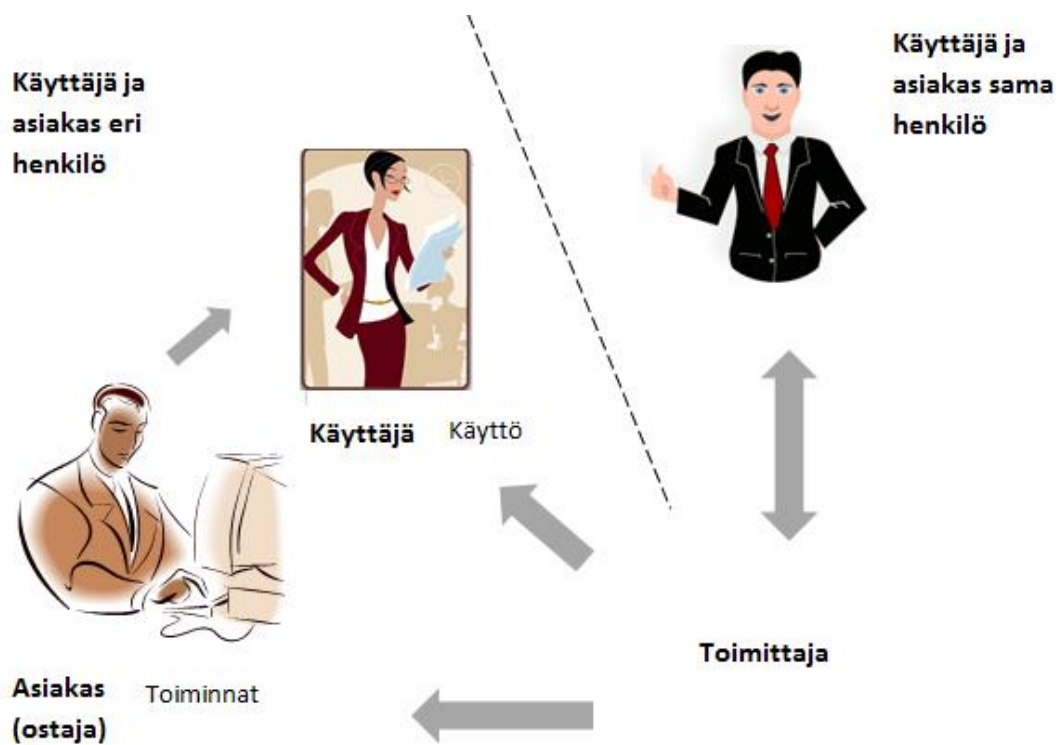 Käyttäjä ja
asiakas eri
henkilö
Käyttäjä ja
asiakas sama
henkilö
Käyttäjä Käyttö
Toimittaja
Asiakas Toiminnat
(ostaja)